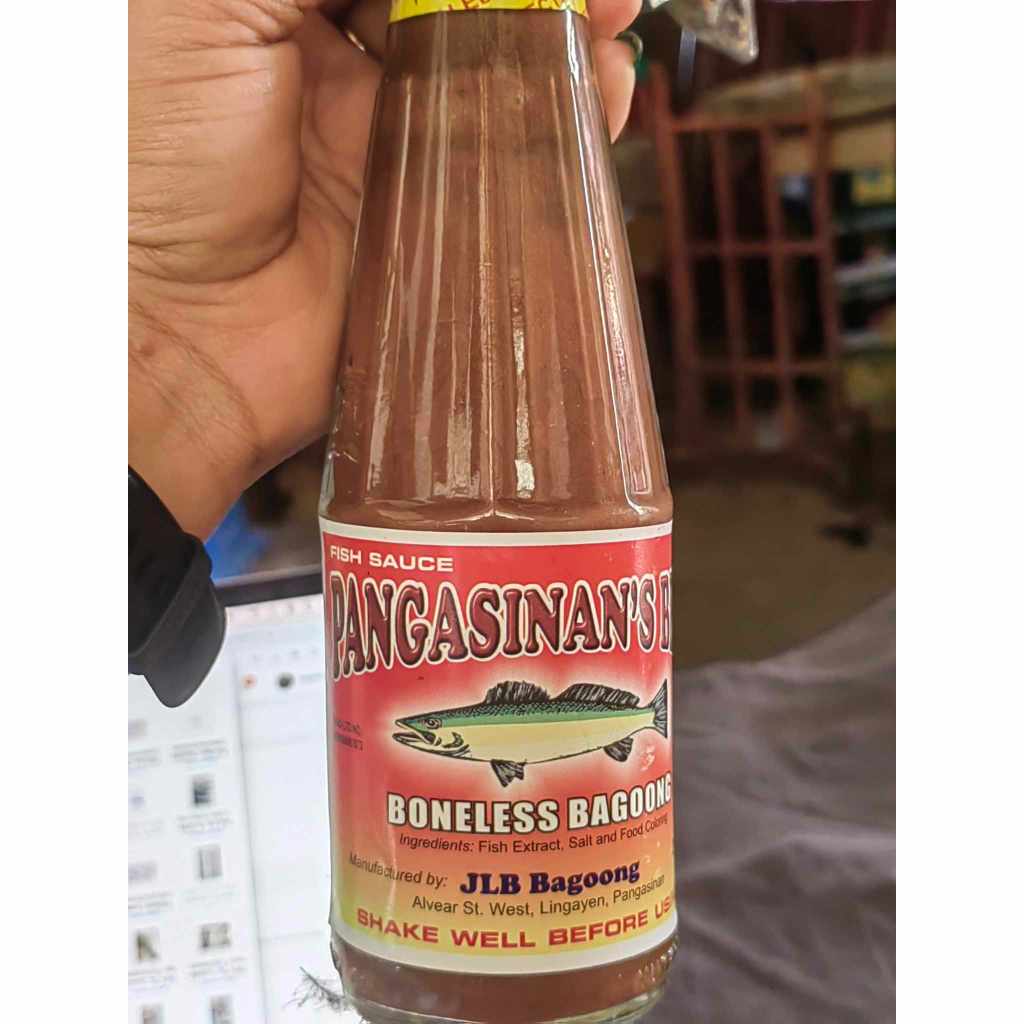 FISH SAUCE
PANGASINAN'S
BONELESS BAGOONG
Ingredients: Fish Extract, Salt and Food Coloring
Manufactured by: JLB Bagoong
Alvear St. West, Lingayen, Pangasinan
SHAKE WELL BEFORE